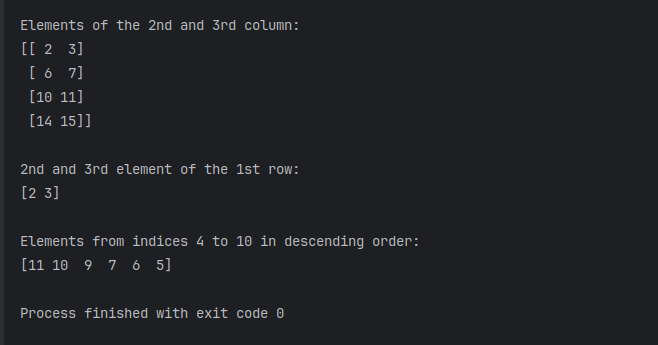 Elements of the 2nd and 3rd column:
[[ 2  3]
 [ 6  7]
 [10 11]
 [14 15]]
2nd and 3rd element of the 1st row:
[2 3]
Elements from indices 4 to 10 in descending order:
[11 10  9  7  6  5]
Process finished with exit code 0